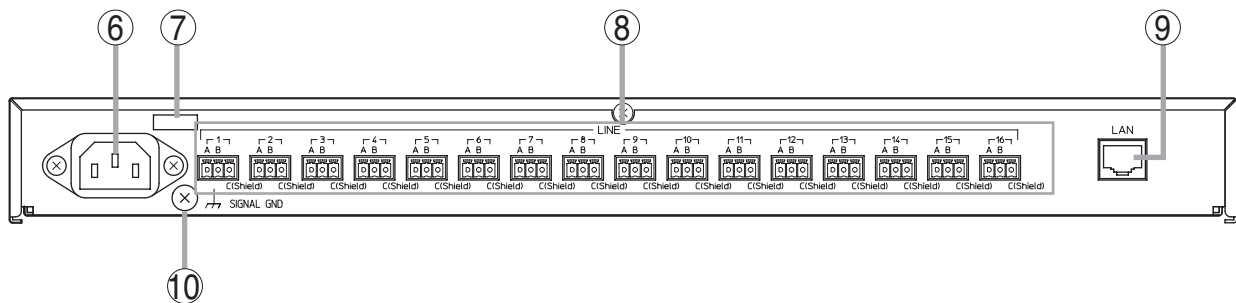 ⑥ ⑦ ⑧ ⑨
LINE LAN
1 2 3 4 5 6 7 8 9 10 11 12 13 14 15 16
A B A B A B A B A B A B A B A B A B A B A B A B A B A B A B A B
C(Shield) C(Shield) C(Shield) C(Shield) C(Shield) C(Shield) C(Shield) C(Shield) C(Shield) C(Shield) C(Shield) C(Shield) C(Shield) C(Shield) C(Shield) C(Shield)
SIGNAL GND
⑩